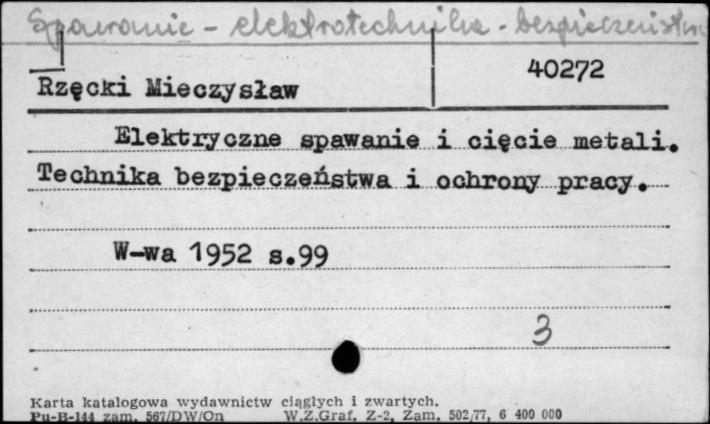 Spawanie - elektrotechnika - bezpieczeństwo
40272
Rzęcki Mieczysław
Elektryczne spawanie i cięcie metali.
Technika bezpieczeństwa i ochrony pracy.
W-wa 1952 s.99
3
Karta katalogowa wydawnictw ciągłych i zwartych.
Pu-B-144 zam. 567/DW/On W.Z.Graf. Z-2, Zam. 502/77, 6 400 000